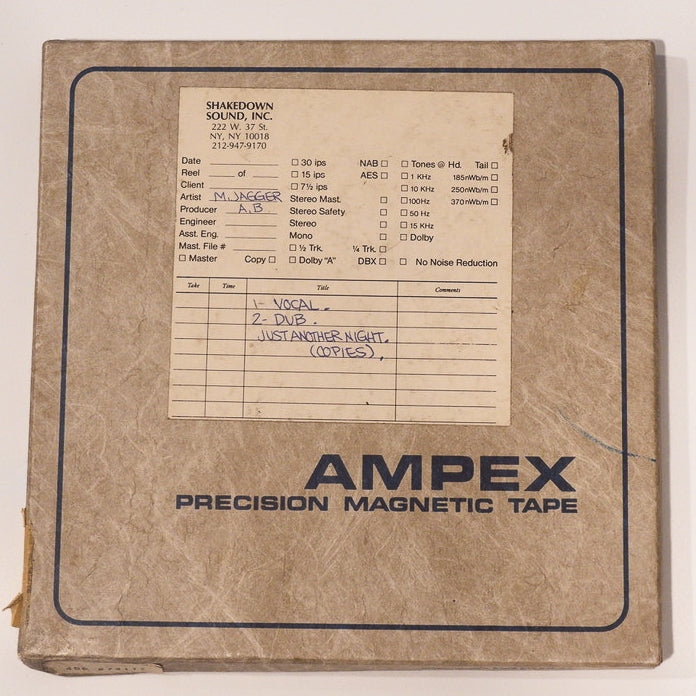 SHAKEDOWN
SOUND, INC.
222 W. 37 St.
NY, NY 10018
212-947-9170
Date
Reel of
Client
Artist M. JAGGER
Producer A.B
Engineer
Asst. Eng.
Mast. File #
Master Copy
30 ips NAB
15 ips AES
7½ ips
Stereo Mast.
Stereo Safety
Stereo
Mono
½ Trk. ¼ Trk.
Dolby "A" DBX
Tones @ Hd. Tail
1 KHz 185nWb/m
10 KHz 250nWb/m
100Hz 370nWb/m
50 Hz
15 KHz
Dolby
No Noise Reduction
Take Time Title Comments
1- VOCAL.
2- DUB.
JUST ANOTHER NIGHT.
(COPIES).
AMPEX
PRECISION MAGNETIC TAPE